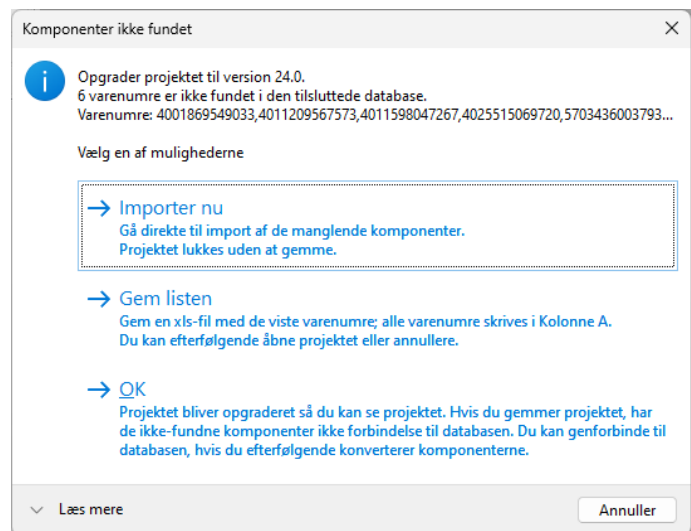 Komponenter ikke fundet
Opgrader projektet til version 24.0.
6 varenumre er ikke fundet i den tilsluttede database.
Varenumre: 4001869549033,4011209567573,4011598047267,4025515069720,5703436003793...
Vælg en af mulighederne
Importer nu
Gå direkte til import af de manglende komponenter.
Projektet lukkes uden at gemme.
Gem listen
Gem en xls-fil med de viste varenumre; alle varenumre skrives i Kolonne A.
Du kan efterfølgende åbne projektet eller annullere.
OK
Projektet bliver opgraderet så du kan se projektet. Hvis du gemmer projektet, har
de ikke-fundne komponenter ikke forbindelse til databasen. Du kan genforbinde til
databasen, hvis du efterfølgende konverterer komponenterne.
Læs mere
Annuller